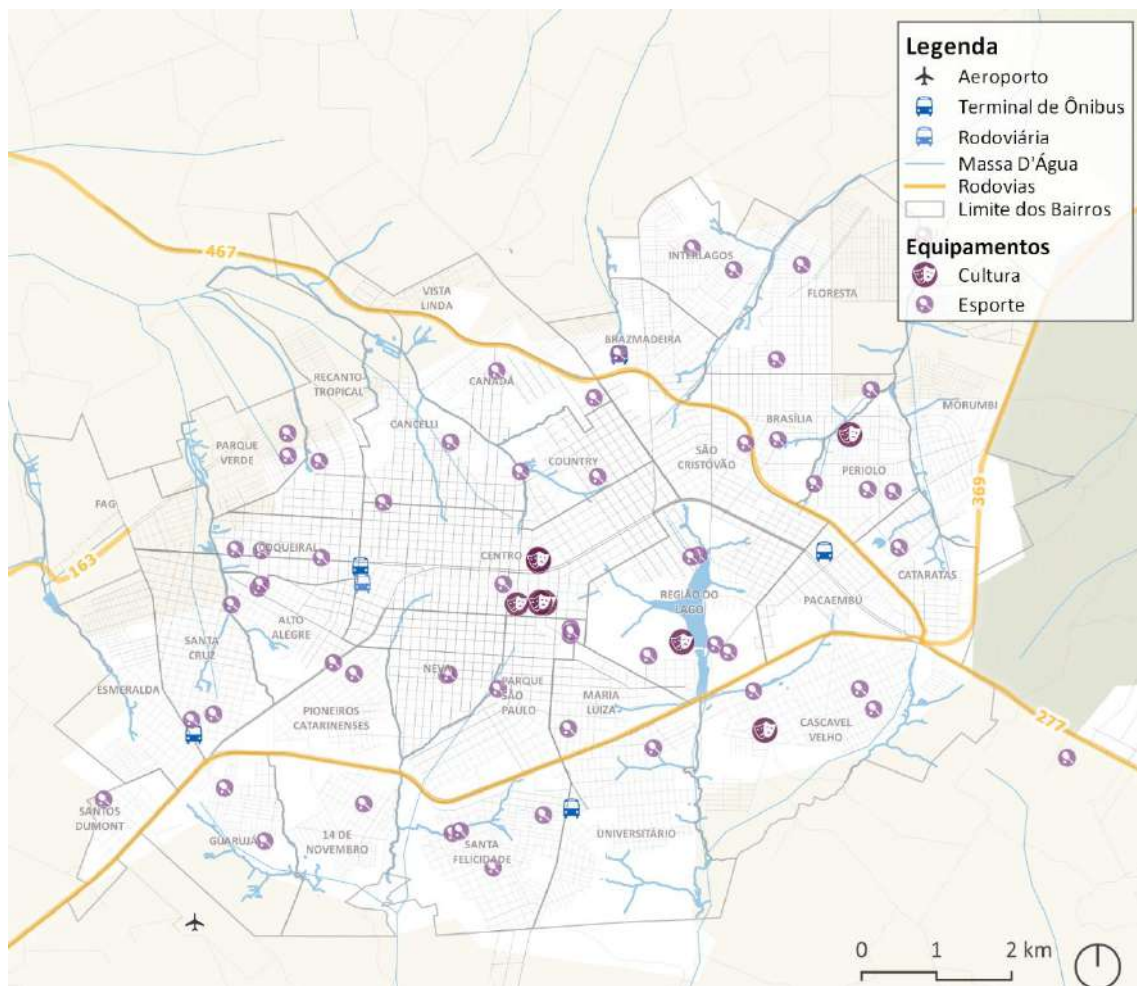 Legenda
Aeroporto
Terminal de Ônibus
Rodoviária
Massa D'Água
Rodovias
Limite dos Bairros
Equipamentos
Cultura
Esporte
467
VISTA
LINDA
INTERLAGOS
FLORESTA
BRAZMADEIRA
RECANTO
TROPICAL
CANADÁ
MORUMBI
CANCELLI
BRASÍLIA
PARQUE
VERDE
COUNTRY
SÃO
CRISTOVÃO
PERIOLO
369
FAG
163
COQUEIRAL
CENTRO
CATARATAS
REGIÃO DO
LAGO
PACAEMBÚ
ALTO
ALEGRE
SANTA
CRUZ
NEVA
ESMERALDA
PARQUE
SÃO
PAULO
MARIA
LUIZA
PIONEIROS
CATARINENSES
CASCAVEL
VELHO
277
SANTOS
DUMONT
GUARUJÁ
14 DE
NOVEMBRO
SANTA
FELICIDADE
UNIVERSITÁRIO
0 1 2 km